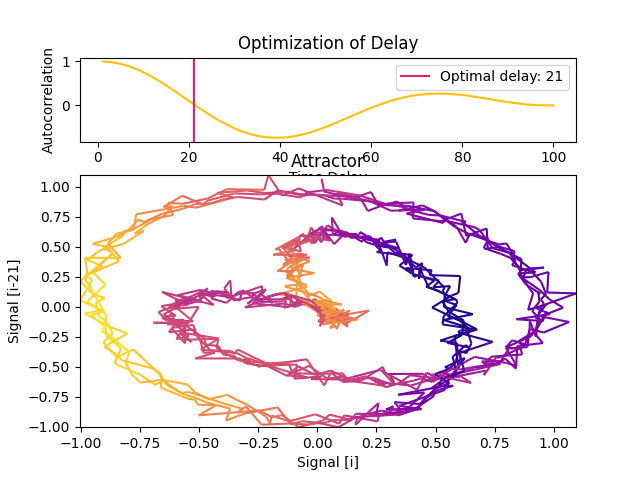 Optimization of Delay
Autocorrelation
1
0
Optimal delay: 21
0 20 40 60 80 100
Time Delay
Attractor
Signal [i-21]
1.00
0.75
0.50
0.25
0.00
−0.25
−0.50
−0.75
−1.00
−1.00 −0.75 −0.50 −0.25 0.00 0.25 0.50 0.75 1.00
Signal [i]